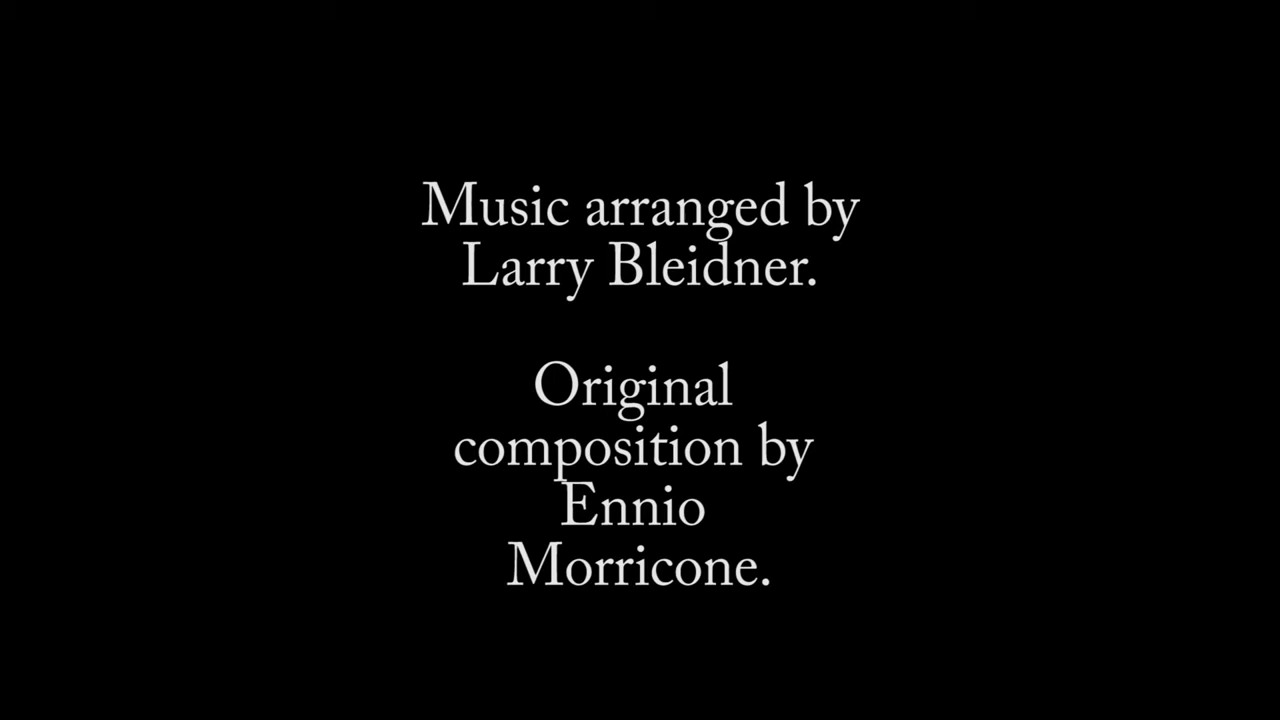 Music arranged by
Larry Bleidner.
Original
composition by
Ennio
Morricone.